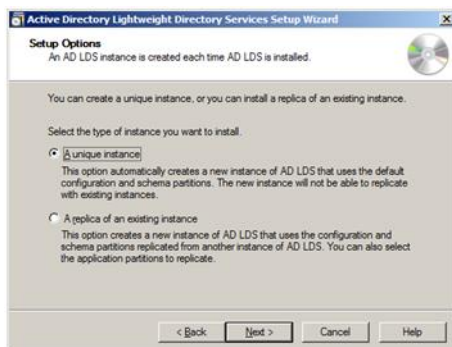 Active Directory Lightweight Directory Services Setup Wizard
Setup Options
An AD LDS instance is created each time AD LDS is installed.
You can create a unique instance, or you can install a replica of an existing instance.
Select the type of instance you want to install.
A unique instance
This option automatically creates a new instance of AD LDS that uses the default
configuration and schema partitions. The new instance will not be able to replicate
with existing instances.
A replica of an existing instance
This option creates a new instance of AD LDS that uses the configuration and
schema partitions replicated from another instance of AD LDS. You can also select
the application partitions to replicate.
< Back Next > Cancel Help